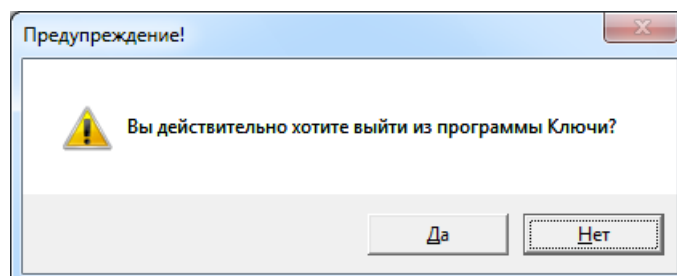 Предупреждение!
Вы действительно хотите выйти из программы Ключи?
Да
Нет